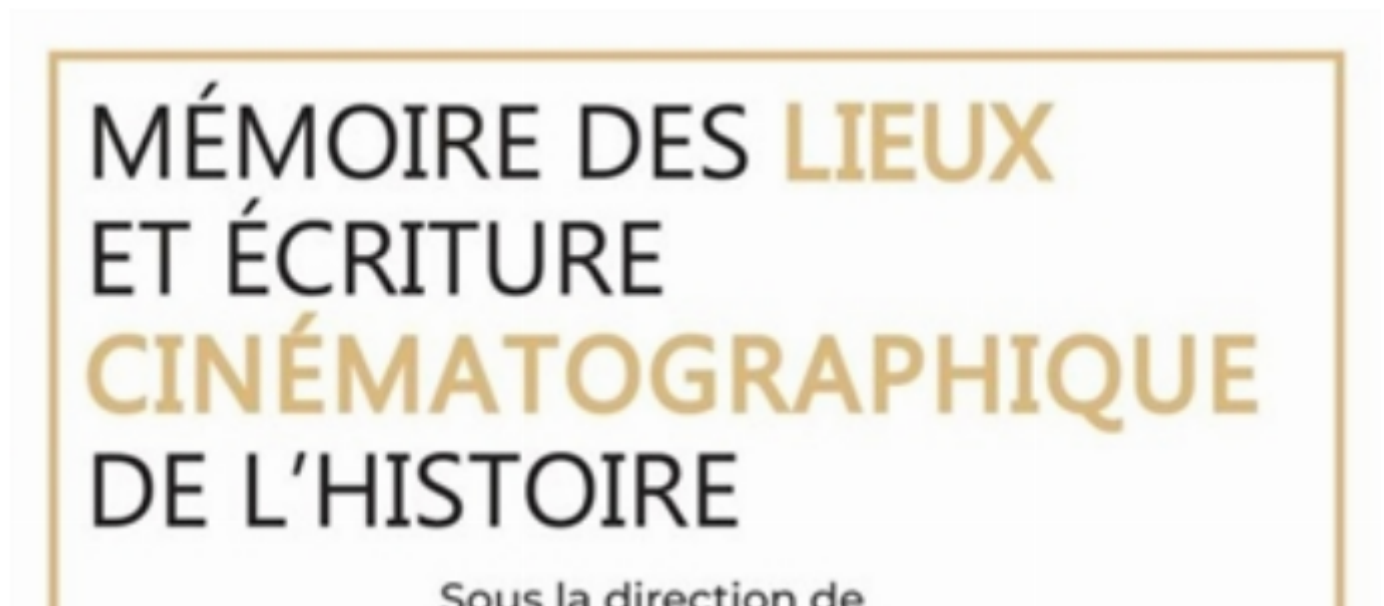 MÉMOIRE DES LIEUX
ET ÉCRITURE
CINÉMATOGRAPHIQUE
DE L’HISTOIRE
Sous la direction de